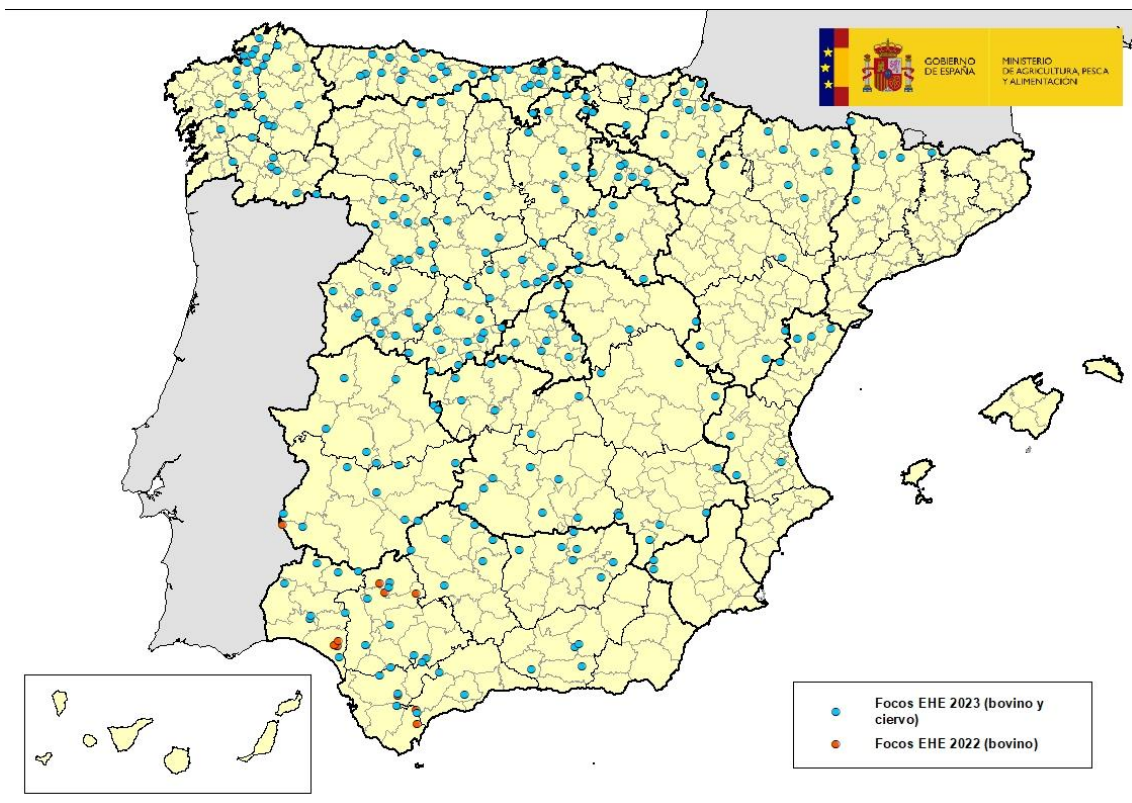 GOBIERNO
DE ESPAÑA
MINISTERIO
DE AGRICULTURA, PESCA
Y ALIMENTACIÓN
Focos EHE 2023 (bovino y
ciervo)
Focos EHE 2022 (bovino)